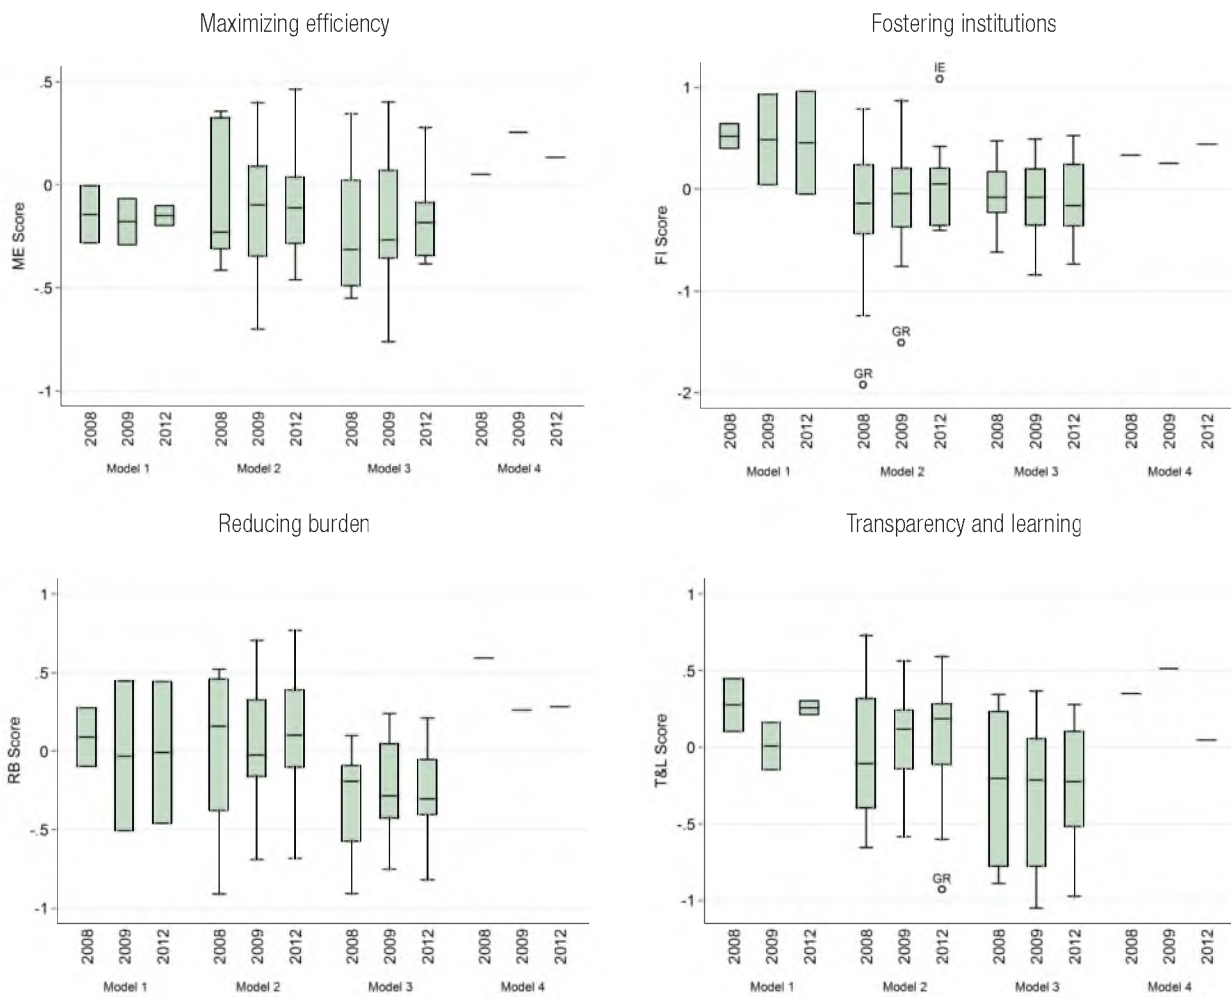 Maximizing efficiency
.5
0
-.5
-1
ME Score
2008 2009 2012 2008 2009 2012 2008 2009 2012 2008 2009 2012
Model 1 Model 2 Model 3 Model 4
Fostering institutions
1
0
-1
-2
FI Score
IE
GR
GR
2008 2009 2012 2008 2009 2012 2008 2009 2012 2008 2009 2012
Model 1 Model 2 Model 3 Model 4
Reducing burden
1
.5
0
-.5
-1
RB Score
2008 2009 2012 2008 2009 2012 2008 2009 2012 2008 2009 2012
Model 1 Model 2 Model 3 Model 4
Transparency and learning
1
.5
0
-.5
-1
T&L Score
GR
2008 2009 2012 2008 2009 2012 2008 2009 2012 2008 2009 2012
Model 1 Model 2 Model 3 Model 4